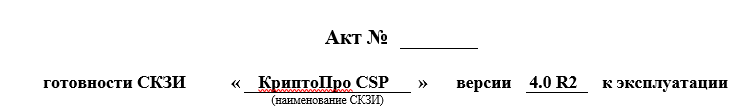 Акт № ________
готовности СКЗИ « КриптоПро CSP » версии 4.0 R2 к эксплуатации
(наименование СКЗИ)